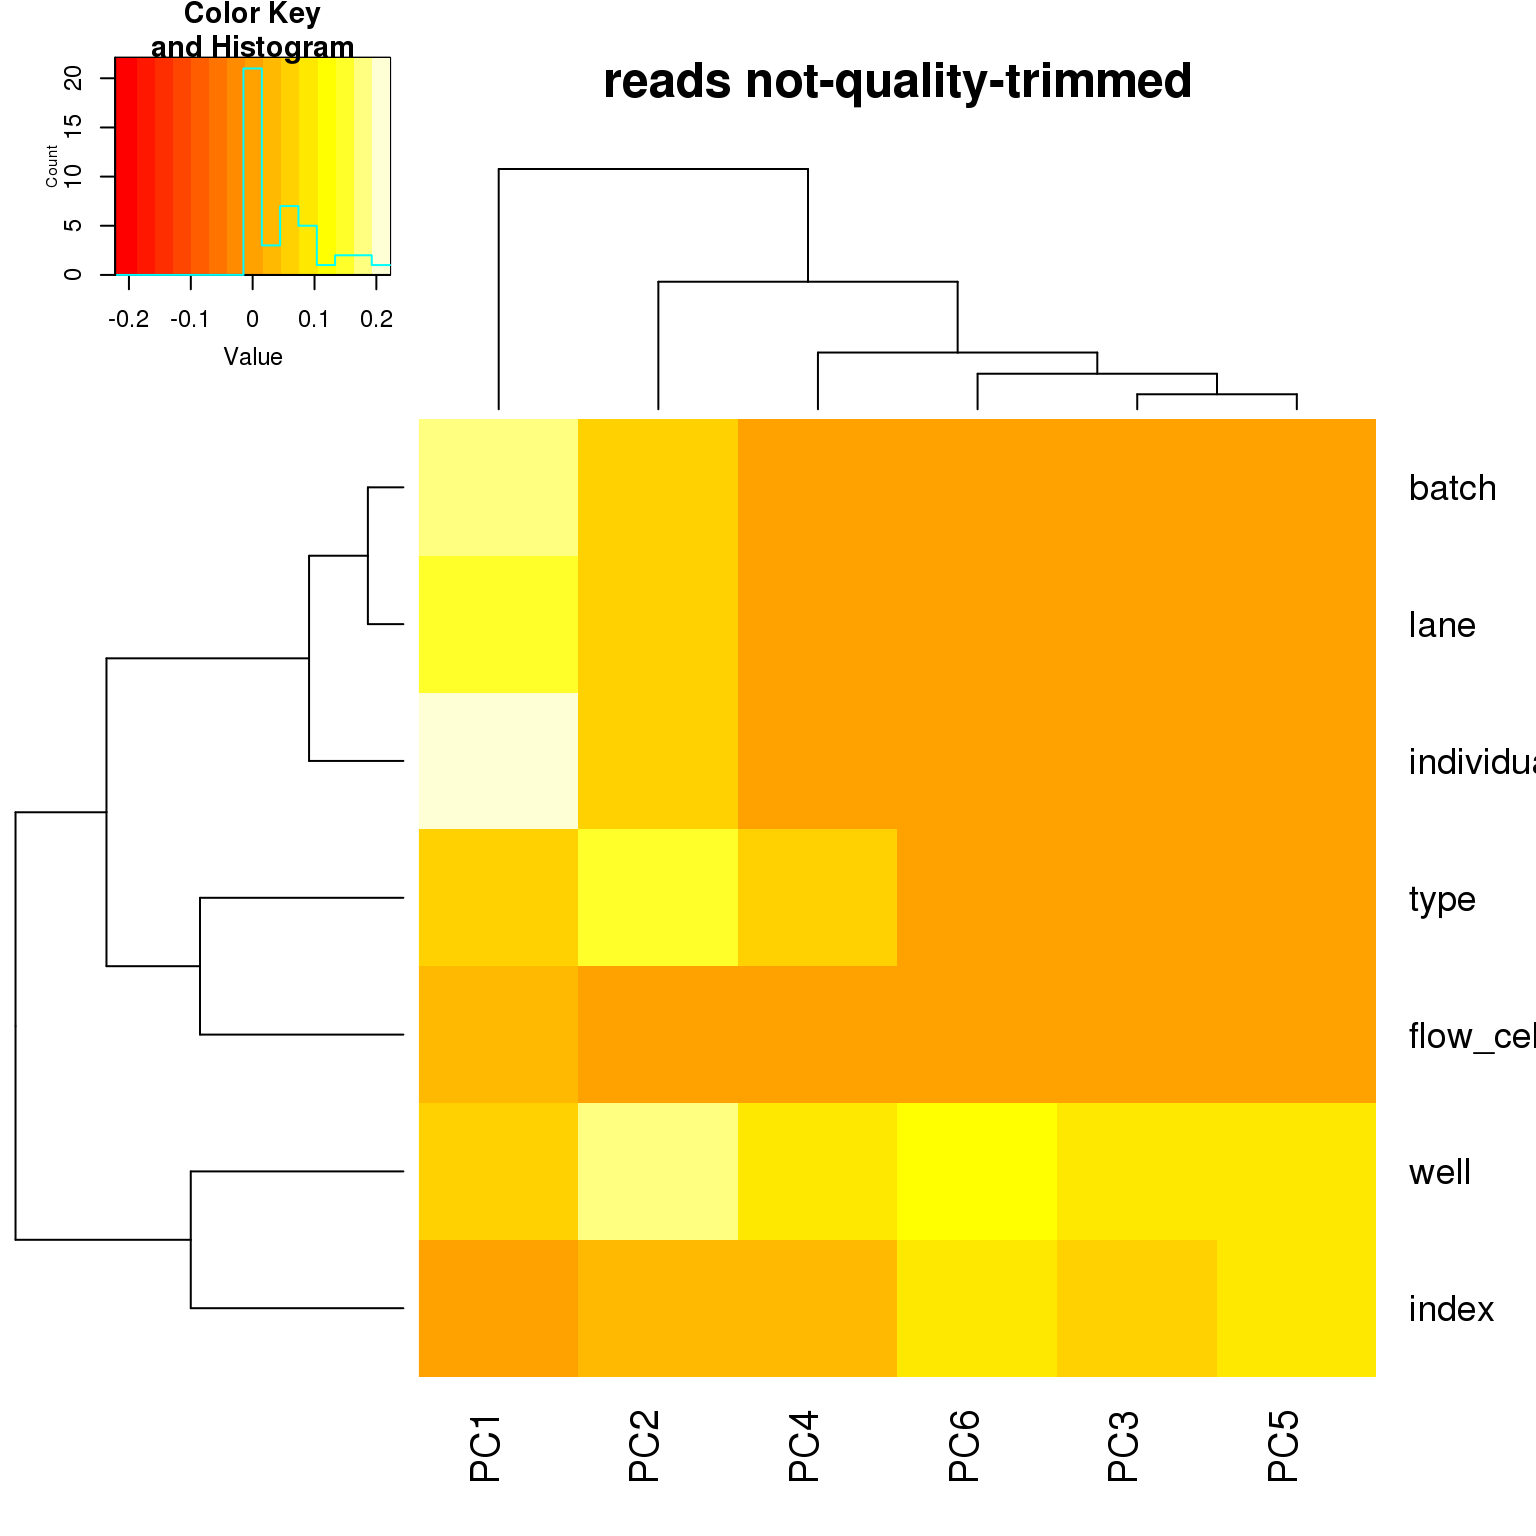 Color Key
and Histogram
reads not-quality-trimmed
Count
0 5 10 15 20
-0.2 -0.1 0 0.1 0.2
Value
batch
lane
individua
type
flow_cel
well
index
PC1 PC2 PC4 PC6 PC3 PC5